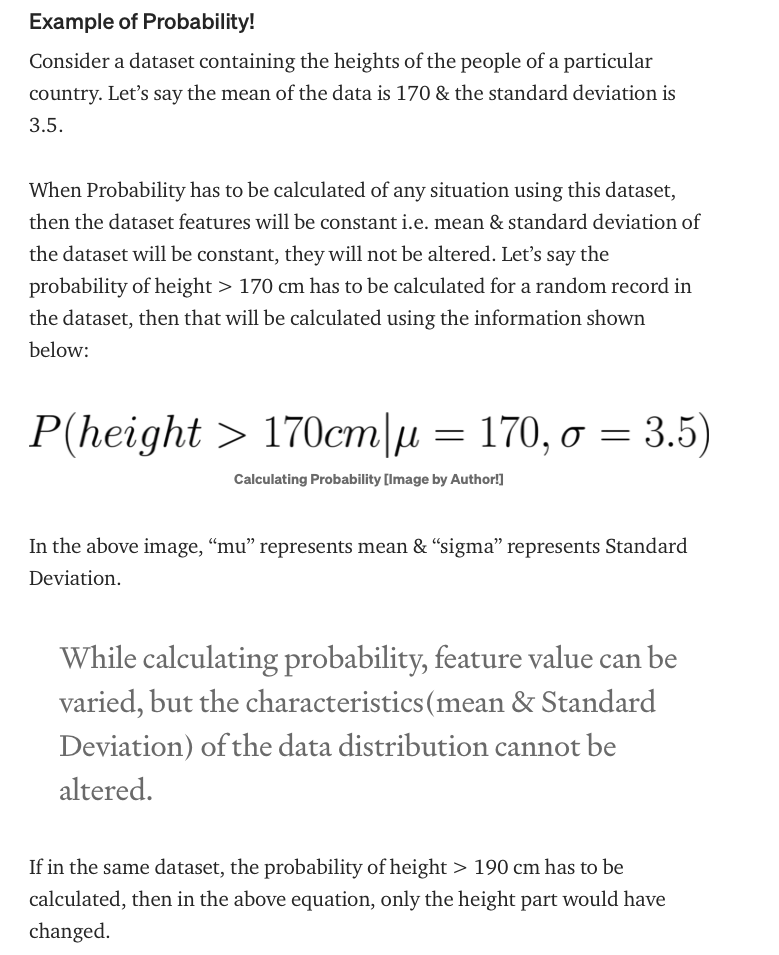 Example of Probability!
Consider a dataset containing the heights of the people of a particular
country. Let’s say the mean of the data is 170 & the standard deviation is
3.5.
When Probability has to be calculated of any situation using this dataset,
then the dataset features will be constant i.e. mean & standard deviation of
the dataset will be constant, they will not be altered. Let’s say the
probability of height > 170 cm has to be calculated for a random record in
the dataset, then that will be calculated using the information shown
below:
P(height > 170cm|μ = 170, σ = 3.5)
Calculating Probability [Image by Author!]
In the above image, “mu” represents mean & “sigma” represents Standard
Deviation.
While calculating probability, feature value can be
varied, but the characteristics(mean & Standard
Deviation) of the data distribution cannot be
altered.
If in the same dataset, the probability of height > 190 cm has to be
calculated, then in the above equation, only the height part would have
changed.